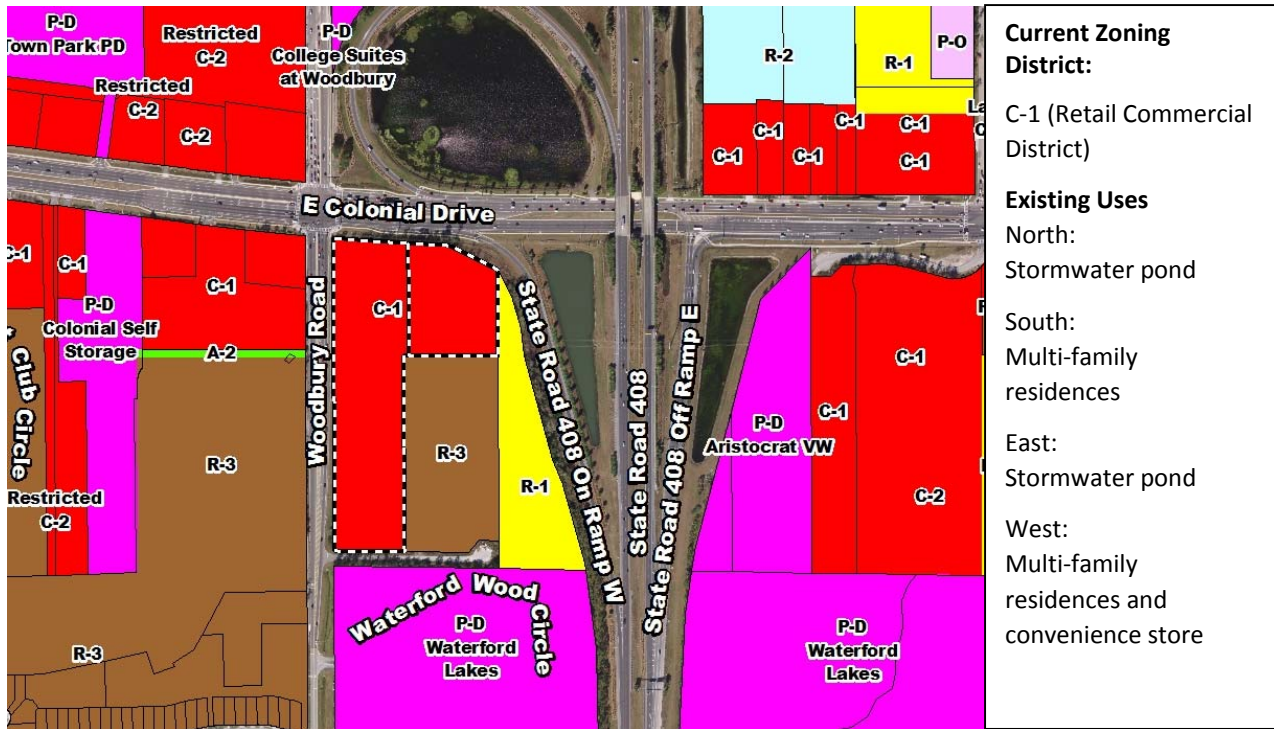 P-D
Town Park PD
Restricted
C-2
P-D
College Suites
at Woodbury
Restricted
C-2
C-2
R-2
R-1
P-O
C-1
C-1
C-1
C-1
C-1
C-1
C-1
E Colonial Drive
C-1
C-1
P-D
Colonial Self
Storage
C-1
A-2
Club Circle
R-3
Restricted
C-2
R-3
Woodbury Road
C-1
R-3
R-1
State Road 408 On Ramp W
State Road 408
State Road 408 Off Ramp E
P-D
Aristocrat VW
C-1
C-1
C-2
Waterford Wood Circle
P-D
Waterford
Lakes
P-D
Waterford
Lakes
Current Zoning
District:
C-1 (Retail Commercial
District)
Existing Uses
North:
Stormwater pond
South:
Multi-family
residences
East:
Stormwater pond
West:
Multi-family
residences and
convenience store